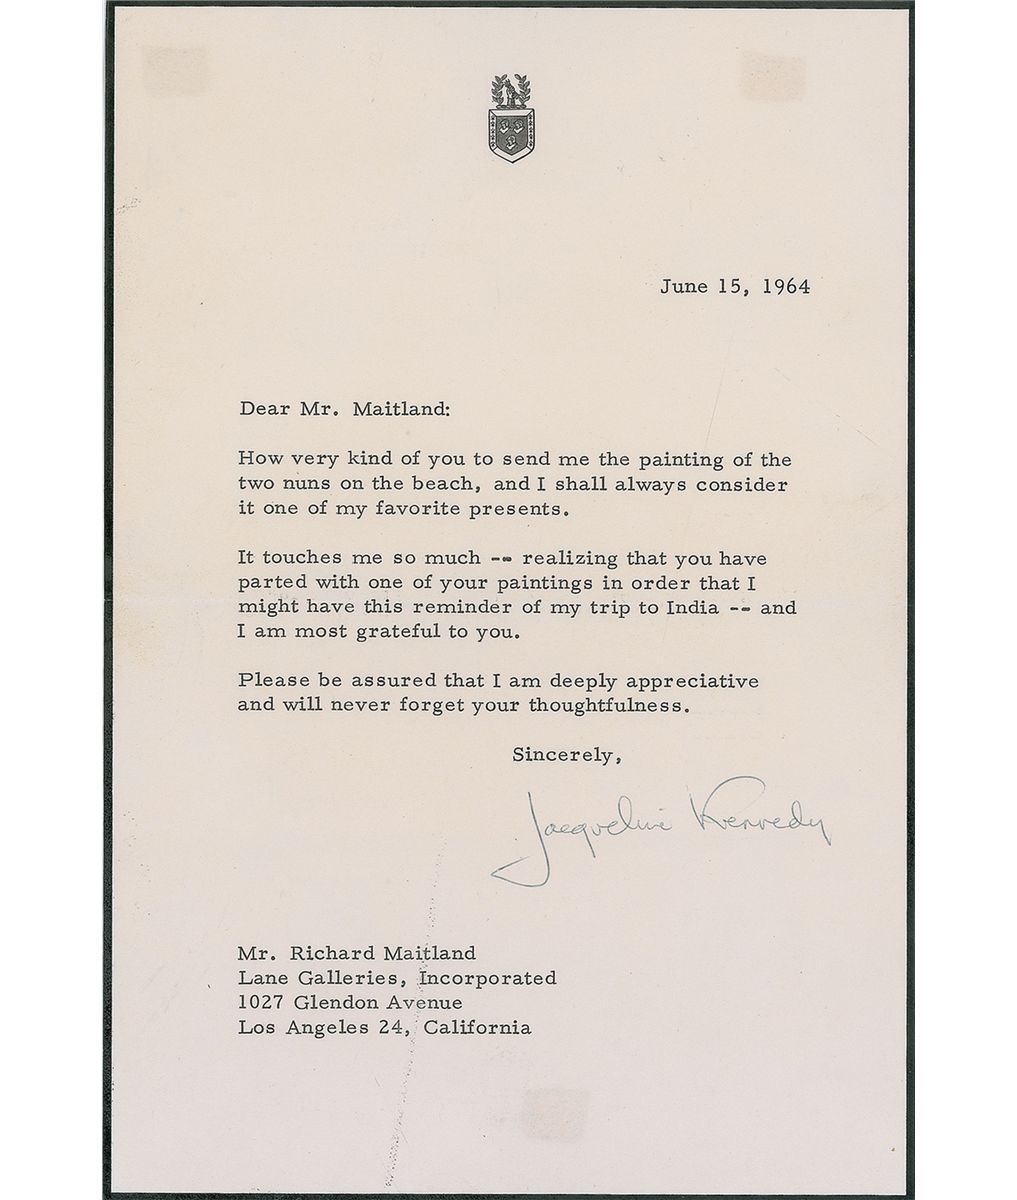 June 15, 1964
Dear Mr. Maitland:
How very kind of you to send me the painting of the
two nuns on the beach, and I shall always consider
it one of my favorite presents.
It touches me so much -- realizing that you have
parted with one of your paintings in order that I
might have this reminder of my trip to India -- and
I am most grateful to you.
Please be assured that I am deeply appreciative
and will never forget your thoughtfulness.
Sincerely,
Jacqueline Kennedy
Mr. Richard Maitland
Lane Galleries, Incorporated
1027 Glendon Avenue
Los Angeles 24, California